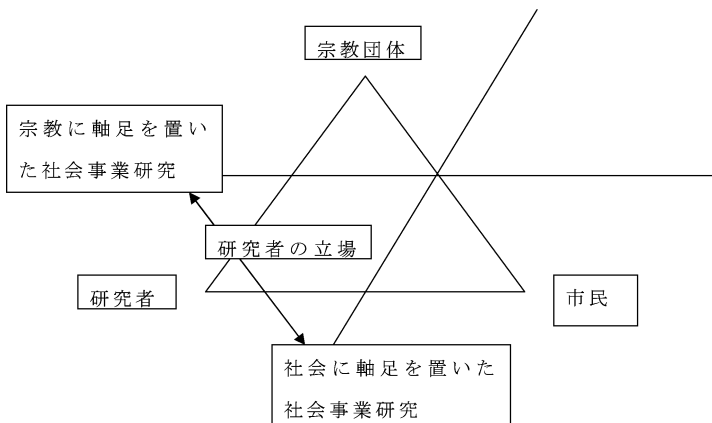 宗教団体
宗教に軸足を置い
た社会事業研究
研究者の立場
研究者
市民
社会に軸足を置いた
社会事業研究